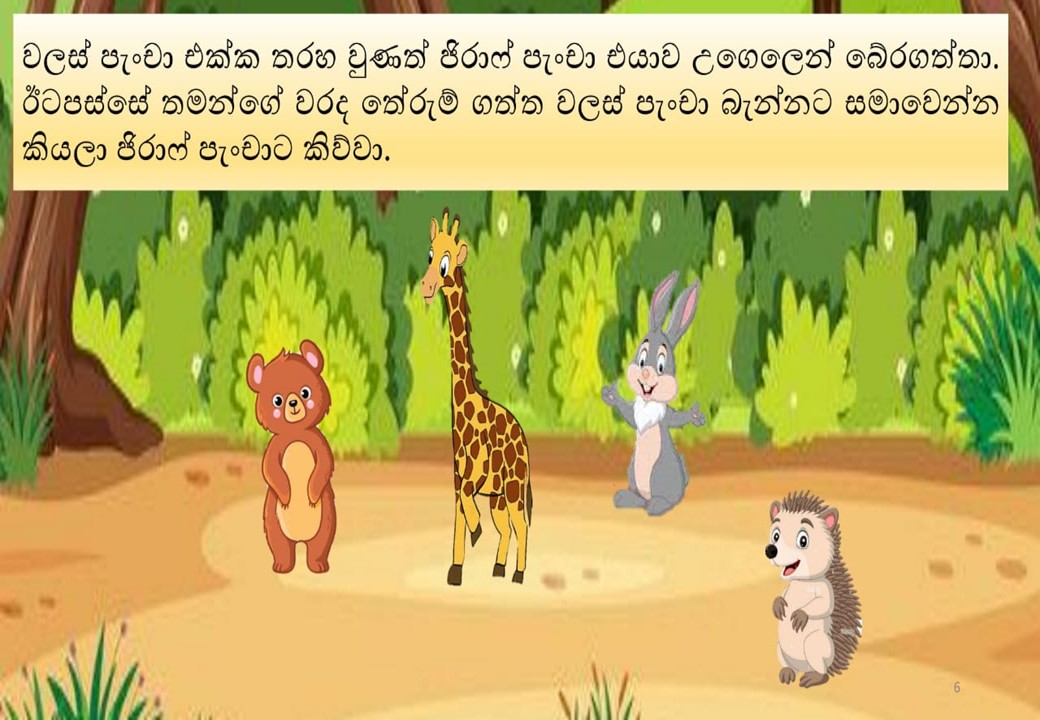 වලස් පැංචා එක්ක තරහ වුණත් ජිරාෆ් පැංචා එයාව උගෙලෙන් බේරගත්තා.
ඊටපස්සේ තමන්ගේ වරද තේරුම් ගත්ත වලස් පැංචා බැන්නට සමාවෙන්න
කියලා ජිරාෆ් පැංචාට කිව්වා.
6